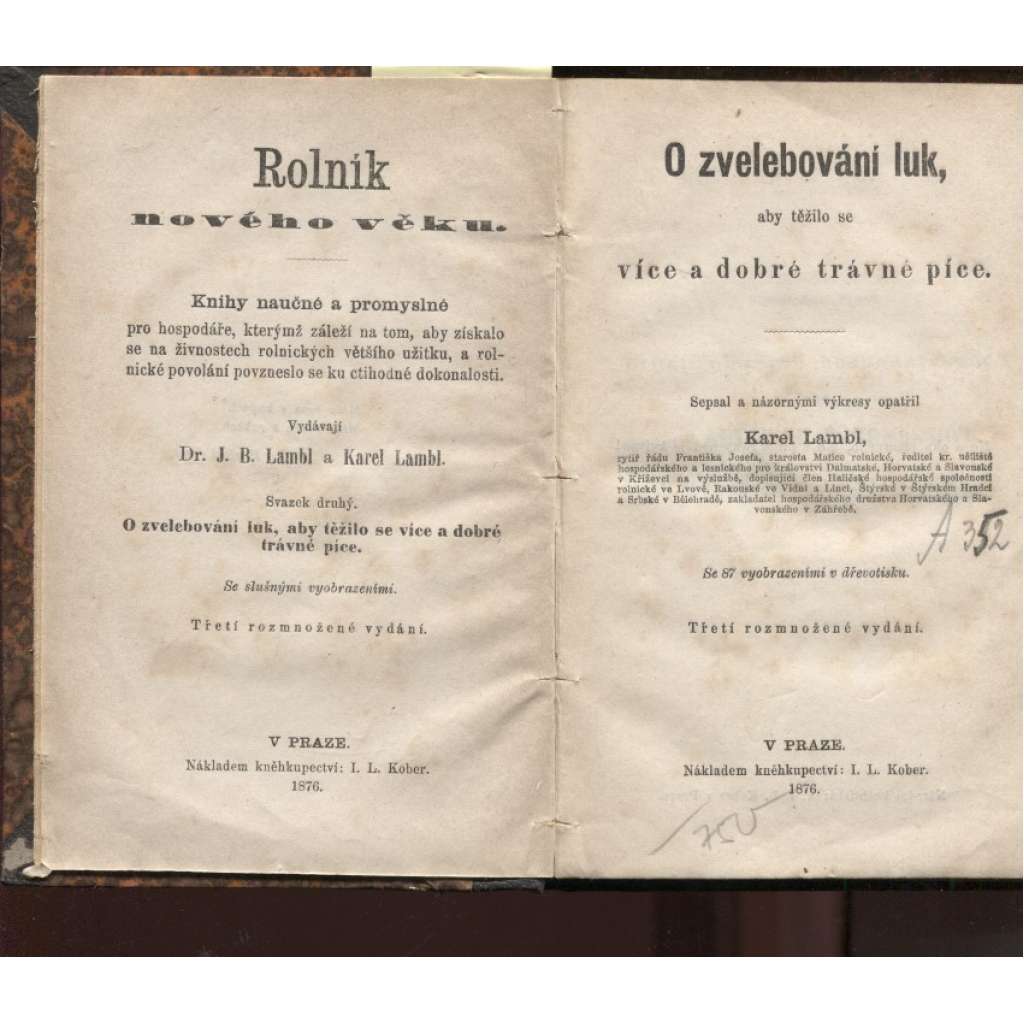 Rolník
nového věku.
Knihy naučné a promyslné
pro hospodáře, kterýmž záleží na tom, aby získalo
se na živnostech rolnických většího užitku, a rol-
nické povolání povzneslo se ku ctihodné dokonalosti.
Vydávají
Dr. J. B. Lambl a Karel Lambl.
Svazek druhý.
O zvelebování luk, aby těžilo se více a dobré
trávné píce.
Se slušnými vyobrazeními.
Třetí rozmnožené vydání.
V PRAZE.
Nákladem kněhkupectví: I. L. Kober.
1876.
O zvelebování luk,
aby těžilo se
více a dobré trávné píce.
Sepsal a názornými výkresy opatřil
Karel Lambl,
rytíř řádu Františka Josefa, starosta Matice rolnické, ředitel kr. učiliště
hospodářského a lesnického pro království Dalmatské, Horvatské a Slavonské
v Križevci na výslužbě, doplsující člen Haličské hospodářské společnosti
rolnické ve Lvově, Rakouské ve Vídni a Linci, Štýrské v Štýrském Hradci
a Srbské v Bělehradě, zakladatel hospodářského družstva Horvatského a Sla-
vonského v Záhřebě.
A 352
Se 87 vyobrazeními v dřevotisku.
Třetí rozmnožené vydání.
V PRAZE.
Nákladem kněhkupectví: I. L. Kober.
1876.